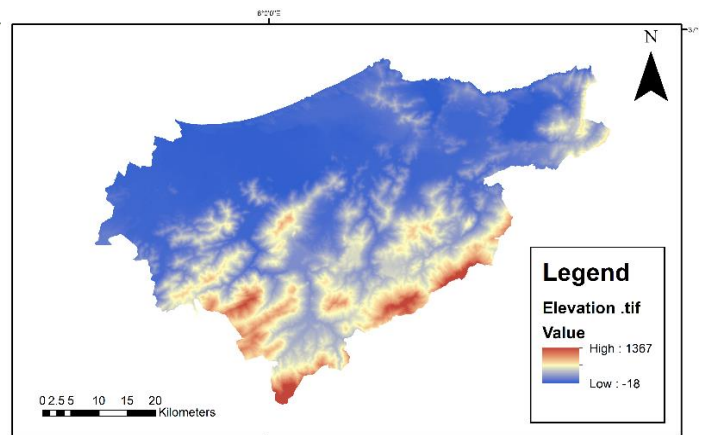 N
Legend
Elevation .tif
Value
High : 1367
Low : -18
0 2.5 5 10 15 20
Kilometers